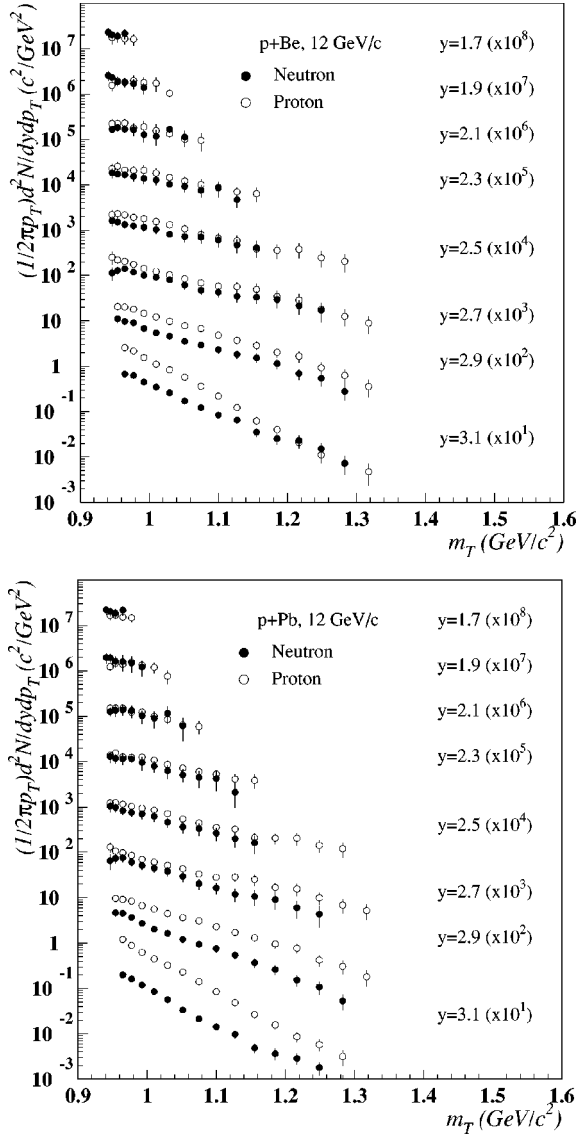 (1/2πp_T)d²N/dydp_T (c²/GeV²)
p+Be, 12 GeV/c
● Neutron
○ Proton
10⁷
10⁶
10⁵
10⁴
10³
10²
10
1
10⁻¹
10⁻²
10⁻³
y=1.7 (x10⁸)
y=1.9 (x10⁷)
y=2.1 (x10⁶)
y=2.3 (x10⁵)
y=2.5 (x10⁴)
y=2.7 (x10³)
y=2.9 (x10²)
y=3.1 (x10¹)
0.9 1 1.1 1.2 1.3 1.4 1.5 1.6
m_T (GeV/c²)
(1/2πp_T)d²N/dydp_T (c²/GeV²)
p+Pb, 12 GeV/c
● Neutron
○ Proton
10⁷
10⁶
10⁵
10⁴
10³
10²
10
1
10⁻¹
10⁻²
10⁻³
y=1.7 (x10⁸)
y=1.9 (x10⁷)
y=2.1 (x10⁶)
y=2.3 (x10⁵)
y=2.5 (x10⁴)
y=2.7 (x10³)
y=2.9 (x10²)
y=3.1 (x10¹)
0.9 1 1.1 1.2 1.3 1.4 1.5 1.6
m_T (GeV/c²)